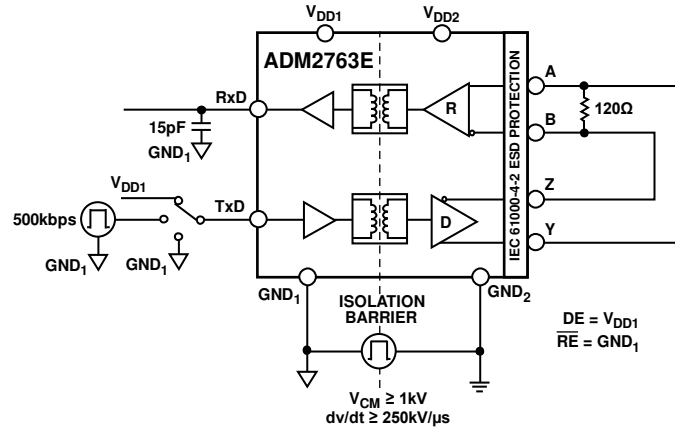 VDD1
VDD2
ADM2763E
RxD
15pF
GND1
R
A
120Ω
B
IEC 61000-4-2 ESD PROTECTION
VDD1
500kbps
TxD
GND1
GND1
D
Z
Y
GND1
GND2
ISOLATION
BARRIER
DE = VDD1
RE = GND1
VCM ≥ 1kV
dv/dt ≥ 250kV/µs